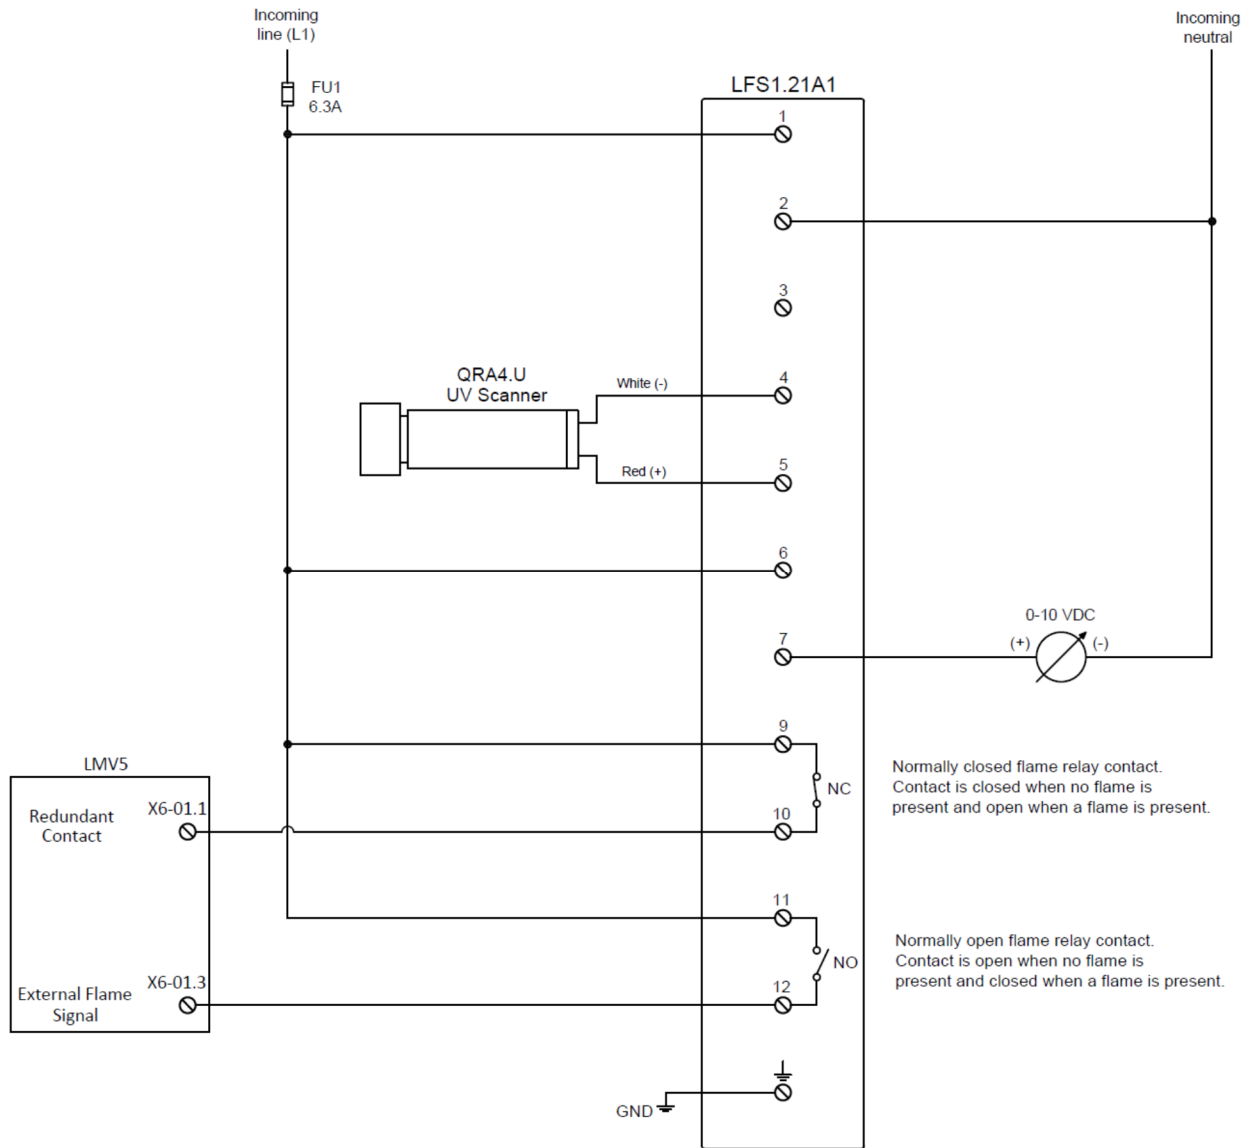 Incoming
line (L1)
Incoming
neutral
FU1
6.3A
LFS1.21A1
1
2
3
QRA4.U
UV Scanner
White (-)
4
Red (+)
5
6
0-10 VDC
7
(+)
(-)
9
LMV5
Normally closed flame relay contact.
Contact is closed when no flame is
present and open when a flame is present.
NC
Redundant
Contact
X6-01.1
10
11
Normally open flame relay contact.
Contact is open when no flame is
present and closed when a flame is present.
NO
External Flame
Signal
X6-01.3
12
GND